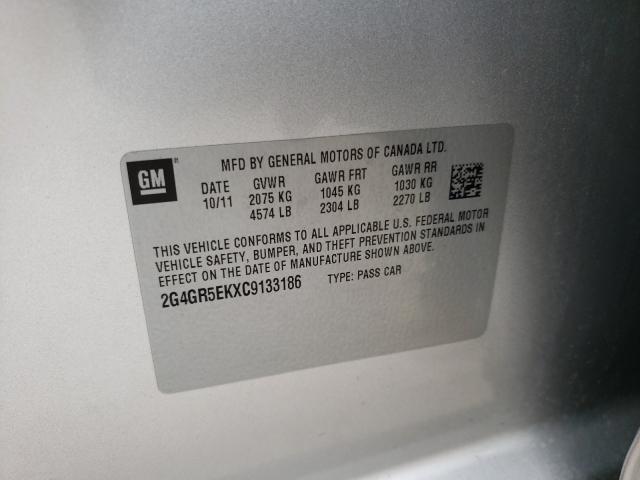 GM
MFD BY GENERAL MOTORS OF CANADA LTD.
DATE GVWR GAWR FRT GAWR RR
10/11 2075 KG 1045 KG 1030 KG
4574 LB 2304 LB 2270 LB
THIS VEHICLE CONFORMS TO ALL APPLICABLE U.S. FEDERAL MOTOR
VEHICLE SAFETY, BUMPER, AND THEFT PREVENTION STANDARDS IN
EFFECT ON THE DATE OF MANUFACTURE SHOWN ABOVE.
2G4GR5EKXC9133186 TYPE: PASS CAR